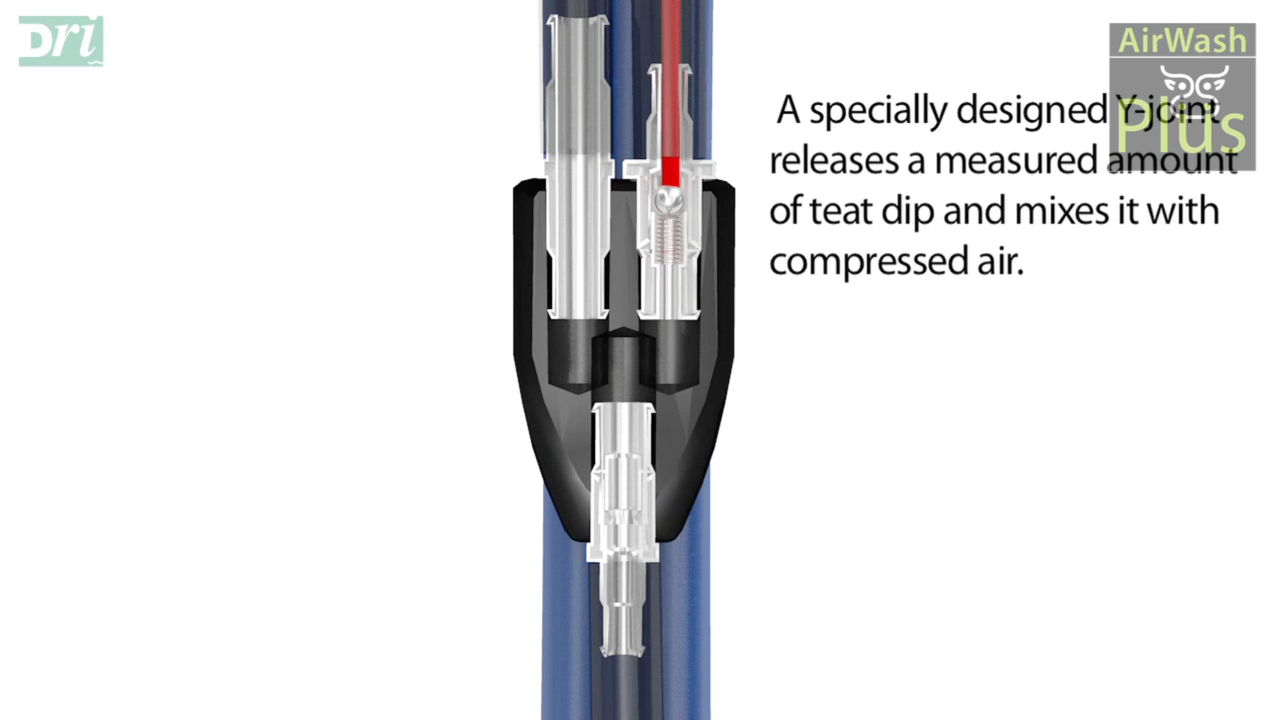 Dri
AirWash
Plus
A specially designed Y-joint
releases a measured amount
of teat dip and mixes it with
compressed air.